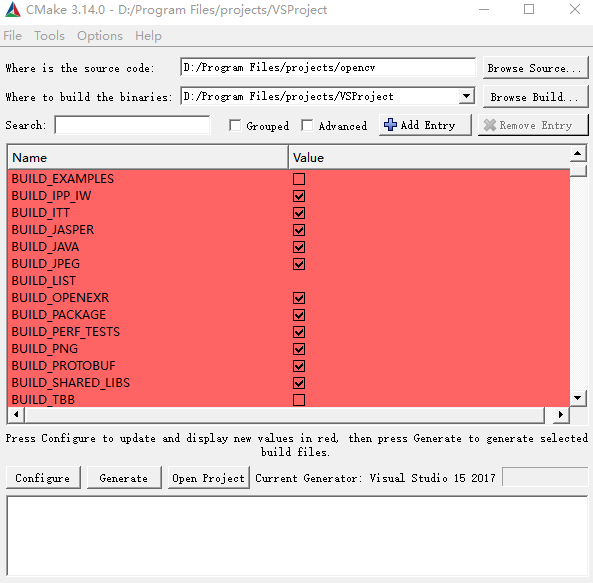 CMake 3.14.0 - D:/Program Files/projects/VSProject
File Tools Options Help
Where is the source code: D:/Program Files/projects/opencv Browse Source...
Where to build the binaries: D:/Program Files/projects/VSProject Browse Build...
Search: Grouped Advanced Add Entry Remove Entry
Name Value
BUILD_EXAMPLES
BUILD_IPP_IW
BUILD_ITT
BUILD_JASPER
BUILD_JAVA
BUILD_JPEG
BUILD_LIST
BUILD_OPENEXR
BUILD_PACKAGE
BUILD_PERF_TESTS
BUILD_PNG
BUILD_PROTOBUF
BUILD_SHARED_LIBS
BUILD_TBB
Press Configure to update and display new values in red, then press Generate to generate selected
build files.
Configure Generate Open Project Current Generator: Visual Studio 15 2017